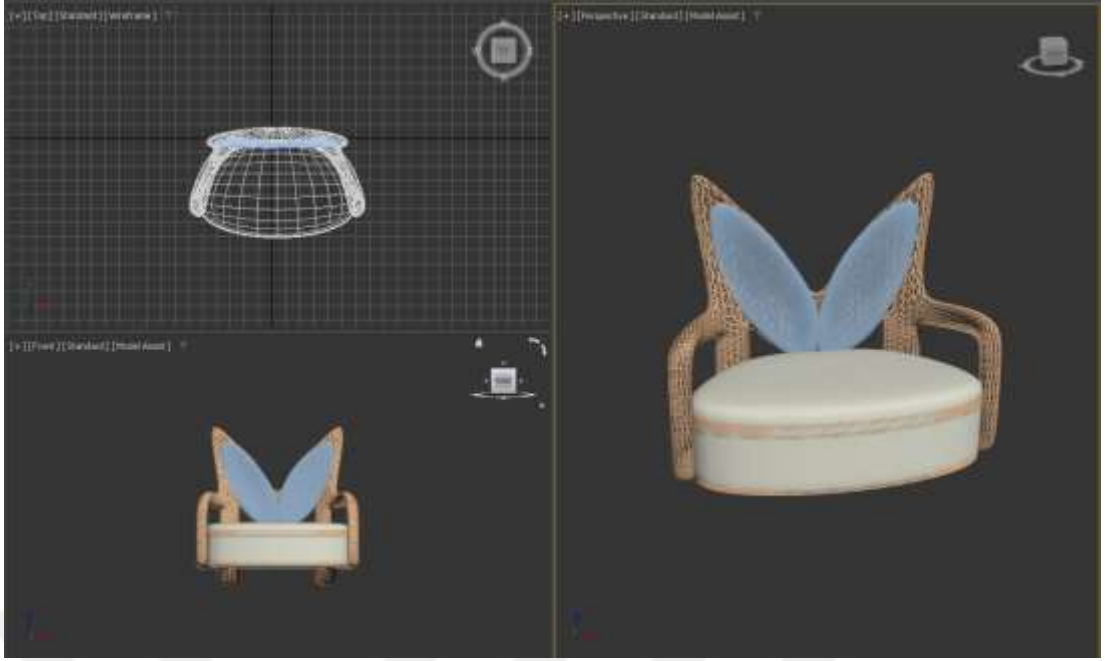 [+] [Top] [Standard] [Wireframe]
[+] [Perspective] [Standard] [Model Assist]
[+] [Front] [Standard] [Model Assist]